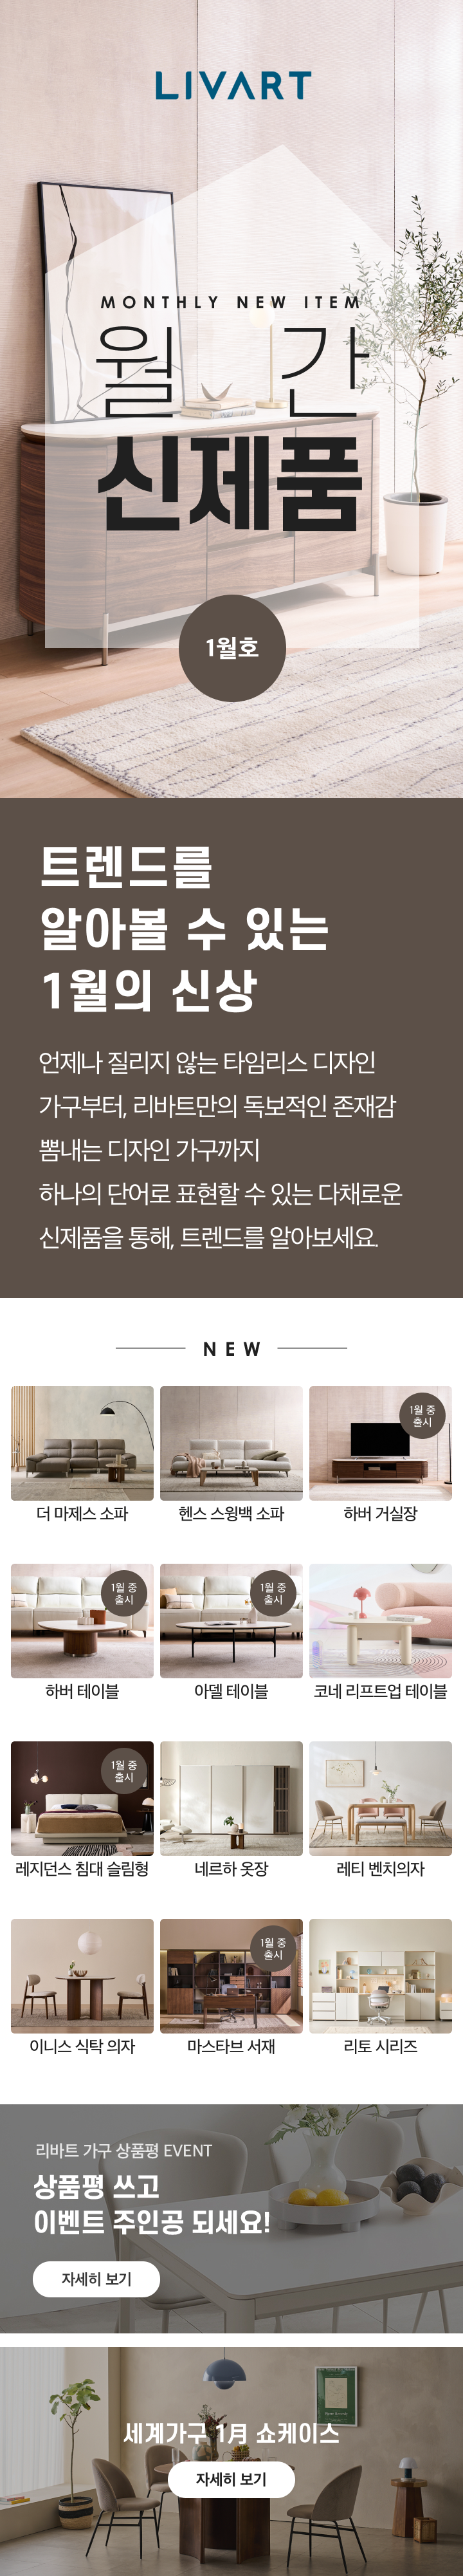 LIVART
MONTHLY NEW ITEM
월 간
신제품
1월호
트렌드를
알아볼 수 있는
1월의 신상
언제나 질리지 않는 타임리스 디자인
가구부터, 리바트만의 독보적인 존재감
뽐내는 디자인 가구까지
하나의 단어로 표현할 수 있는 다채로운
신제품을 통해, 트렌드를 알아보세요.
NEW
더 마제스 소파
헨스 스윙백 소파
1월 중
출시
하버 거실장
1월 중
출시
하버 테이블
1월 중
출시
아델 테이블
코네 리프트업 테이블
1월 중
출시
레지던스 침대 슬림형
네르하 옷장
레티 벤치의자
이니스 식탁 의자
1월 중
출시
마스타브 서재
리토 시리즈
리바트 가구 상품평 EVENT
상품평 쓰고
이벤트 주인공 되세요!
자세히 보기
세계가구 1月 쇼케이스
자세히 보기